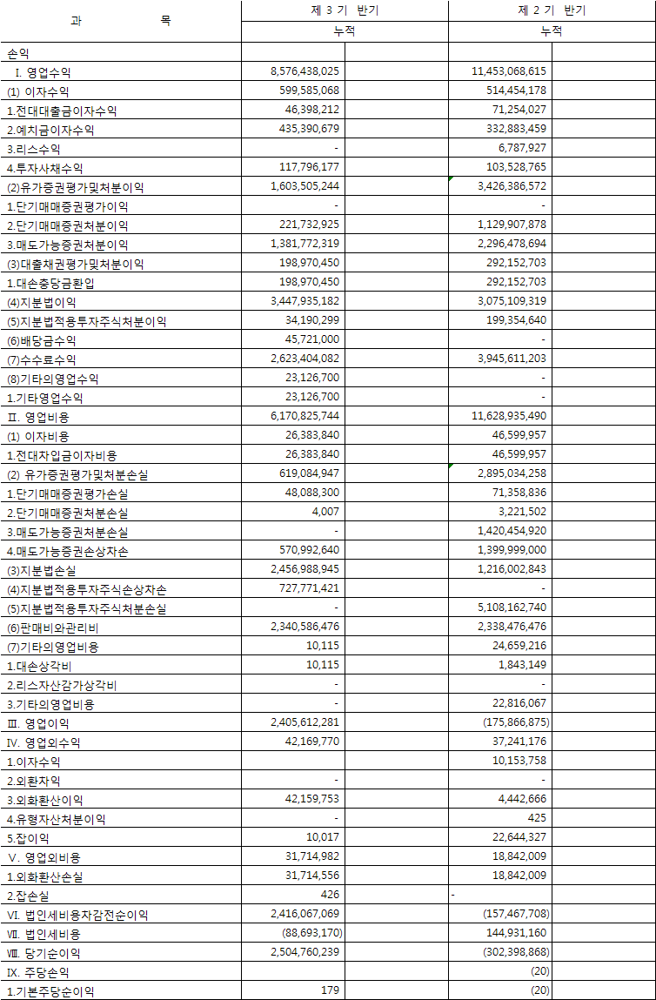 과 목 제 3 기 반기 제 2 기 반기
누적 누적
손익
Ⅰ. 영업수익 8,576,438,025 11,453,068,615
(1) 이자수익 599,585,068 514,454,178
1.전대대출금이자수익 46,398,212 71,254,027
2.예치금이자수익 435,390,679 332,883,459
3.리스수익 - 6,787,927
4.투자사채수익 117,796,177 103,528,765
(2)유가증권평가및처분이익 1,603,505,244 3,426,386,572
1.단기매매증권평가이익 - -
2.단기매매증권처분이익 221,732,925 1,129,907,878
3.매도가능증권처분이익 1,381,772,319 2,296,478,694
(3)대출채권평가및처분이익 198,970,450 292,152,703
1.대손충당금환입 198,970,450 292,152,703
(4)지분법이익 3,447,935,182 3,075,109,319
(5)지분법적용투자주식처분이익 34,190,299 199,354,640
(6)배당금수익 45,721,000 -
(7)수수료수익 2,623,404,082 3,945,611,203
(8)기타의영업수익 23,126,700 -
1.기타영업수익 23,126,700 -
Ⅱ. 영업비용 6,170,825,744 11,628,935,490
(1) 이자비용 26,383,840 46,599,957
1.전대차입금이자비용 26,383,840 46,599,957
(2) 유가증권평가및처분손실 619,084,947 2,895,034,258
1.단기매매증권평가손실 48,088,300 71,358,836
2.단기매매증권처분손실 4,007 3,221,502
3.매도가능증권처분손실 - 1,420,454,920
4.매도가능증권손상차손 570,992,640 1,399,999,000
(3)지분법손실 2,456,988,945 1,216,002,843
(4)지분법적용투자주식손상차손 727,771,421 -
(5)지분법적용투자주식처분손실 - 5,108,162,740
(6)판매비와관리비 2,340,586,476 2,338,476,476
(7)기타의영업비용 10,115 24,659,216
1.대손상각비 10,115 1,843,149
2.리스자산감가상각비 - -
3.기타의영업비용 - 22,816,067
Ⅲ. 영업이익 2,405,612,281 (175,866,875)
Ⅳ. 영업외수익 42,169,770 37,241,176
1.이자수익 10,153,758
2.외환차익 - -
3.외화환산이익 42,159,753 4,442,666
4.유형자산처분이익 - 425
5.잡이익 10,017 22,644,327
Ⅴ. 영업외비용 31,714,982 18,842,009
1.외화환산손실 31,714,556 18,842,009
2.잡손실 426 -
Ⅵ. 법인세비용차감전순이익 2,416,067,069 (157,467,708)
Ⅶ. 법인세비용 (88,693,170) 144,931,160
Ⅷ. 당기순이익 2,504,760,239 (302,398,868)
Ⅸ. 주당손익 (20)
1.기본주당순이익 179 (20)